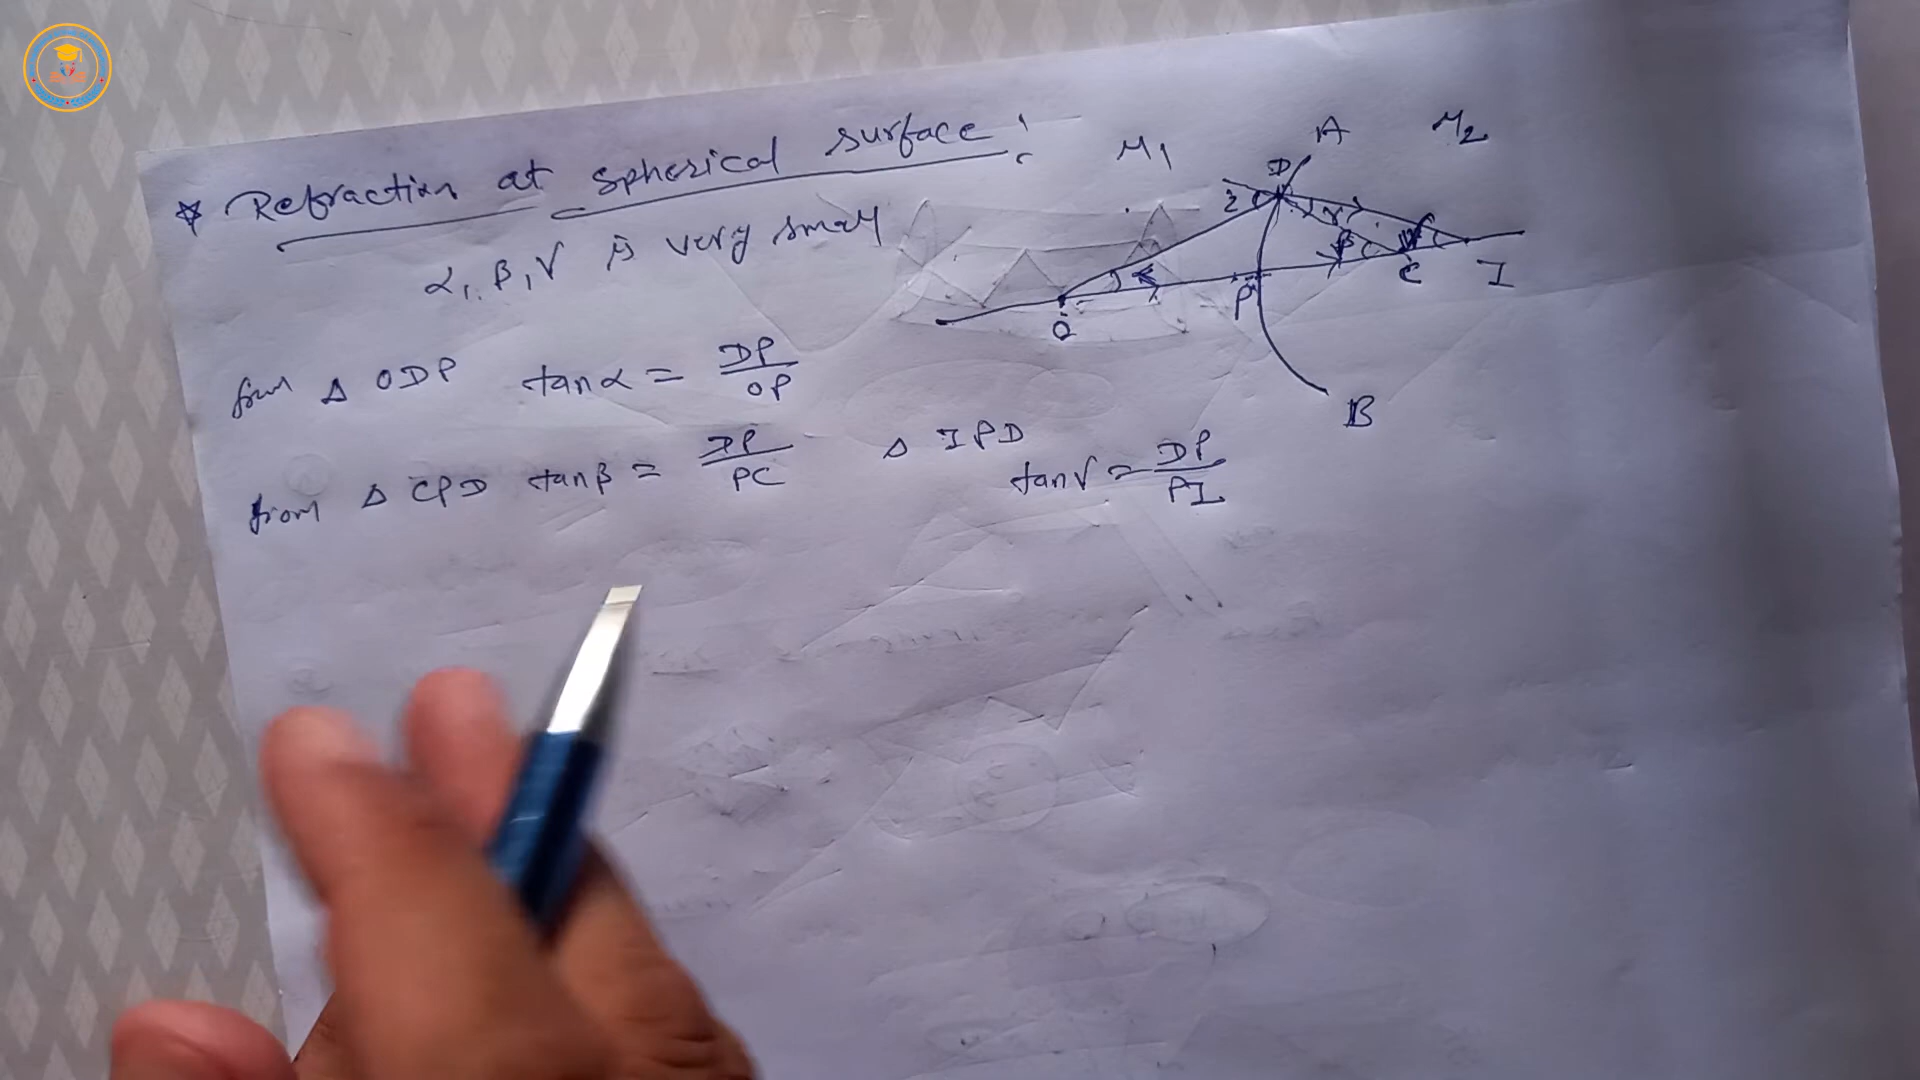 * Refraction at spherical surface:
α, β, γ is very small
from Δ ODP tanα = DP/OP
from Δ CPD tanβ = DP/PC Δ IPD tanγ = DP/PI
μ1 A μ2
D
i r
α β γ
O P C I
B